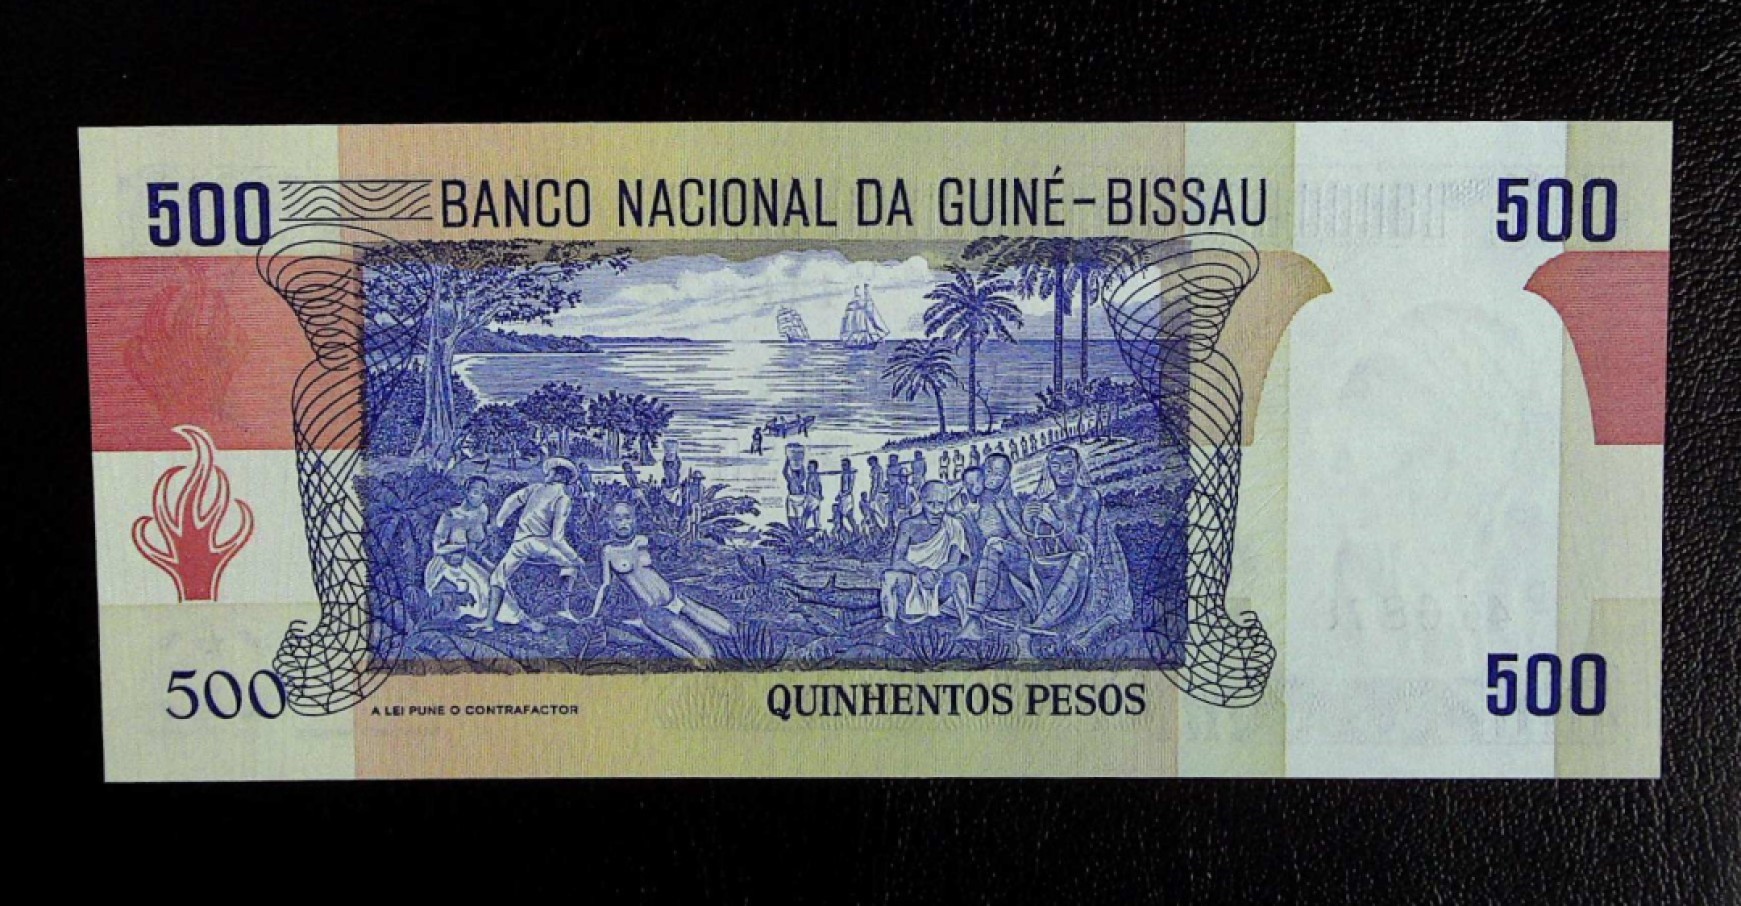 500 BANCO NACIONAL DA GUINÉ-BISSAU 500
500 A LEI PUNE O CONTRAFACTOR QUINHENTOS PESOS 500